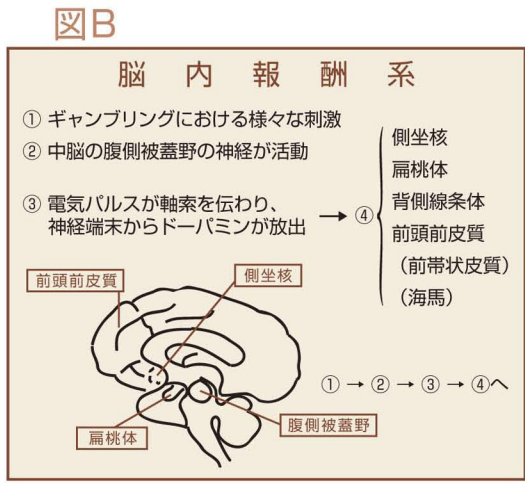 図B
脳内報酬系
① ギャンブリングにおける様々な刺激
② 中脳の腹側被蓋野の神経が活動
③ 電気パルスが軸索を伝わり、
神経端末からドーパミンが放出
→ ④
側坐核
扁桃体
背側線条体
前頭前皮質
（前帯状皮質）
（海馬）
前頭前皮質
側坐核
① → ② → ③ → ④へ
扁桃体
腹側被蓋野